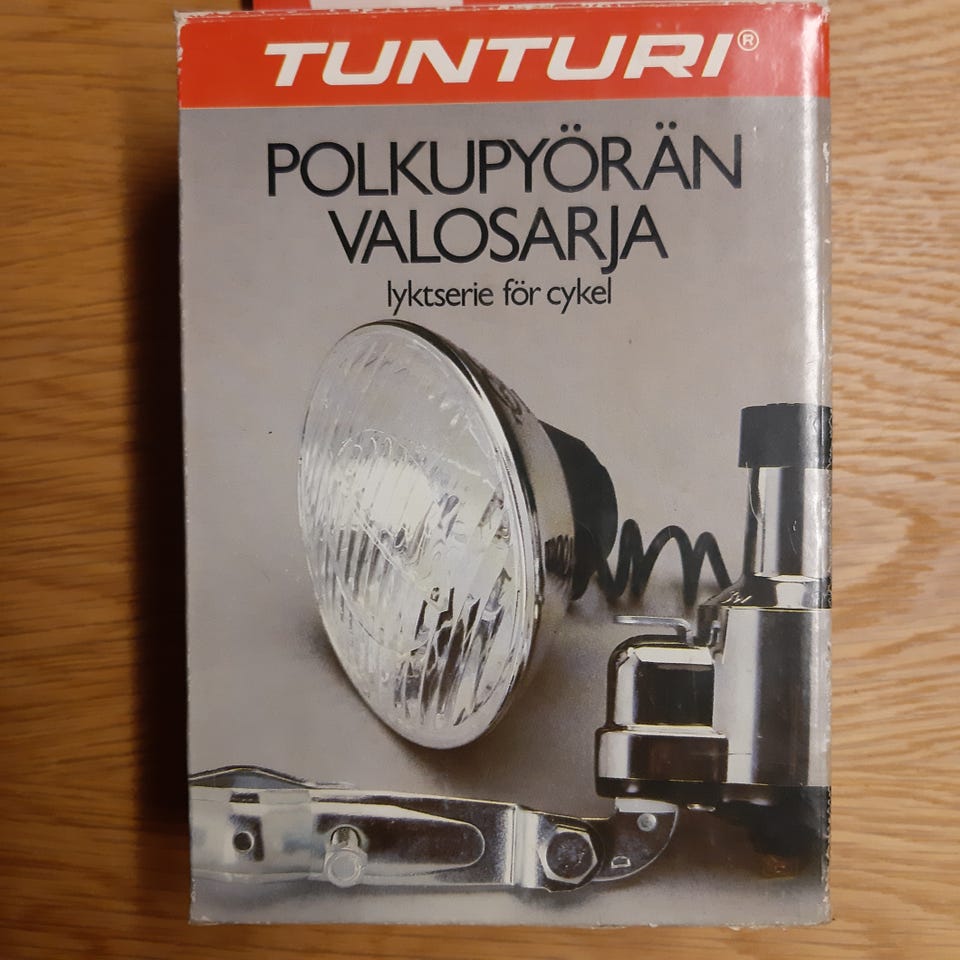 TUNTURI®
POLKUPYÖRÄN
VALOSARJA
lyktserie för cykel